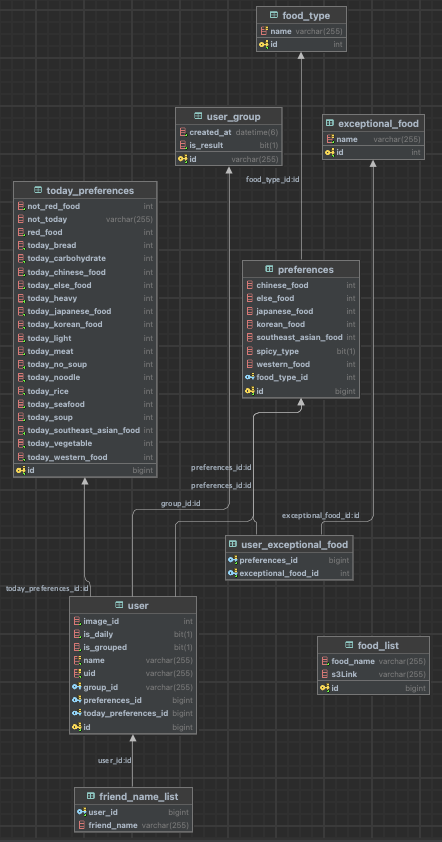 food_type
name varchar(255)
id int
user_group
created_at datetime(6)
is_result bit(1)
id varchar(255)
exceptional_food
name varchar(255)
id int
food_type_id:id
today_preferences
not_red_food int
not_today varchar(255)
red_food int
today_bread int
today_carbohydrate int
today_chinese_food int
today_else_food int
today_heavy int
today_japanese_food int
today_korean_food int
today_light int
today_meat int
today_no_soup int
today_noodle int
today_rice int
today_seafood int
today_soup int
today_southeast_asian_food int
today_vegetable int
today_western_food int
id bigint
preferences
chinese_food int
else_food int
japanese_food int
korean_food int
southeast_asian_food int
spicy_type bit(1)
western_food int
food_type_id int
id bigint
preferences_id:id
preferences_id:id
group_id:id
exceptional_food_id:id
user_exceptional_food
preferences_id bigint
exceptional_food_id int
today_preferences_id:id
user
image_id int
is_daily bit(1)
is_grouped bit(1)
name varchar(255)
uid varchar(255)
group_id varchar(255)
preferences_id bigint
today_preferences_id bigint
id bigint
food_list
food_name varchar(255)
s3Link varchar(255)
id bigint
user_id:id
friend_name_list
user_id bigint
friend_name varchar(255)